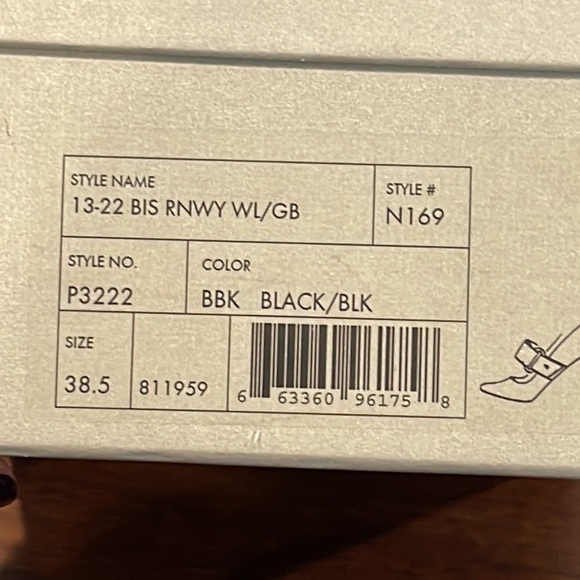 STYLE NAME
13-22 BIS RNWY WL/GB
STYLE #
N169
STYLE NO.
P3222
COLOR
BBK BLACK/BLK
SIZE
38.5
811959
6 63360 96175 8